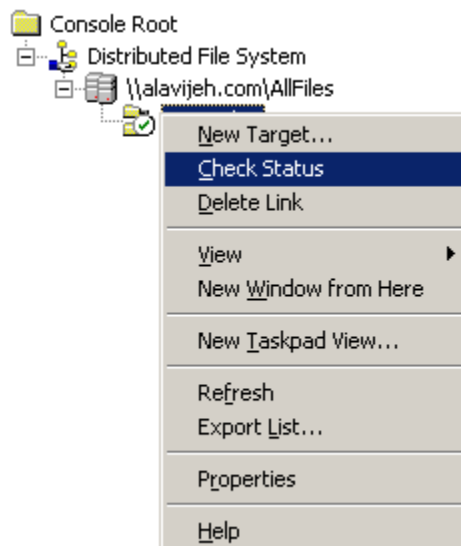 Console Root
Distributed File System
\\alavijeh.com\AllFiles
New Target...
Check Status
Delete Link
View
New Window from Here
New Taskpad View...
Refresh
Export List...
Properties
Help